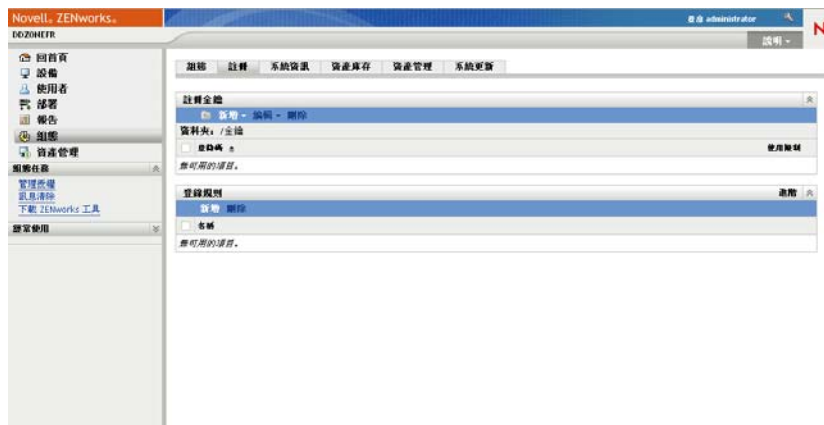 Novell® ZENworks®
登出 administrator
N
DDZONEFR
說明
回首頁
設備
使用者
部署
報告
組態
資產管理
組態任務
管理授權
訊息清除
下載 ZENworks 工具
經常使用
組態 註冊 系統資訊 資產庫存 資產管理 系統更新
註冊金鑰
新增 編輯 刪除
資料夾: /金鑰
登錄碼
使用限制
無可用的項目。
登錄規則 進階
新增 刪除
名稱
無可用的項目。